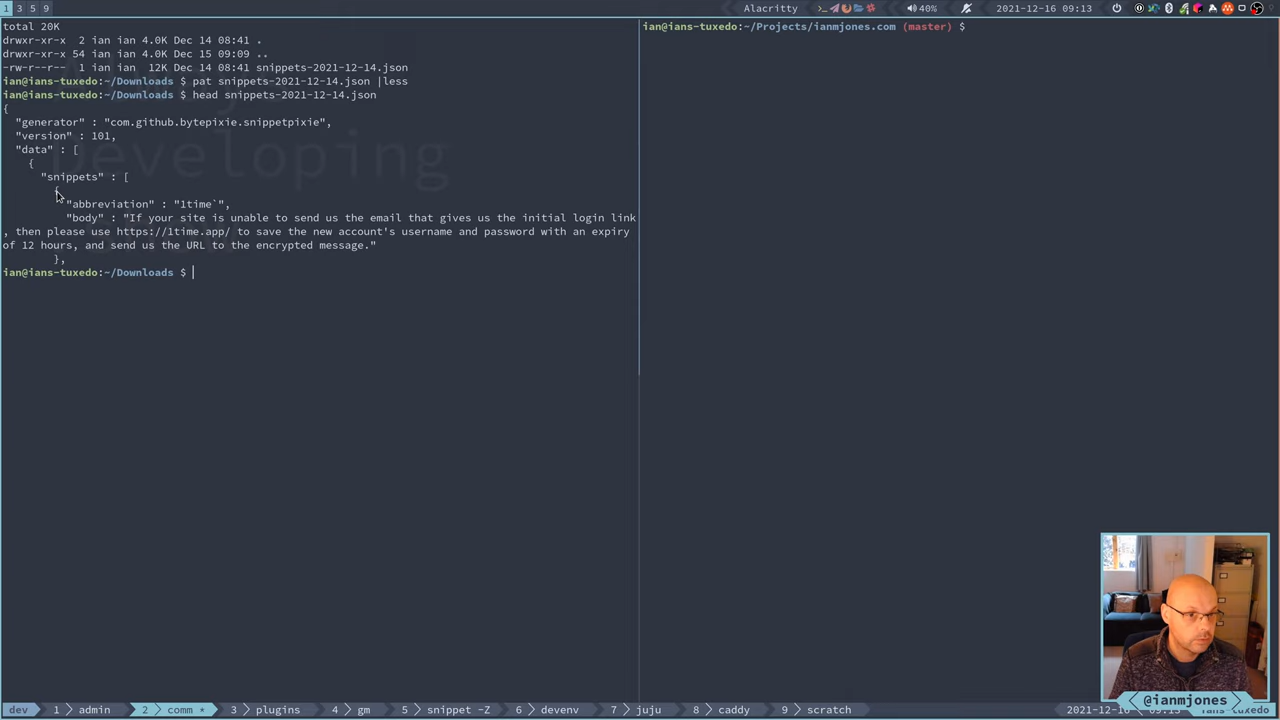 1 3 5 9
Alacritty
40%
2021-12-16
09:13
total 20K
drwxr-xr-x  2 ian ian 4.0K Dec 14 08:41 .
drwxr-xr-x 54 ian ian 4.0K Dec 15 09:09 ..
-rw-r--r--  1 ian ian  12K Dec 14 08:41 snippets-2021-12-14.json
ian@ians-tuxedo:~/Downloads $ pat snippets-2021-12-14.json |less
ian@ians-tuxedo:~/Downloads $ head snippets-2021-12-14.json
{
"generator" : "com.github.bytepixie.snippetpixie",
"version" : 101,
"data" : [
{
"snippets" : [
{
"abbreviation" : "1time`",
"body" : "If your site is unable to send us the email that gives us the initial login link
, then please use https://1time.app/ to save the new account's username and password with an expiry
of 12 hours, and send us the URL to the encrypted message."
},
ian@ians-tuxedo:~/Downloads $
Developing
ian@ians-tuxedo:~/Projects/ianmjones.com (master) $
@ianmjones
dev 1 admin 2 comm * 3 plugins 4 gm 5 snippet -Z 6 devenv 7 juju 8 caddy 9 scratch 2021-12-16